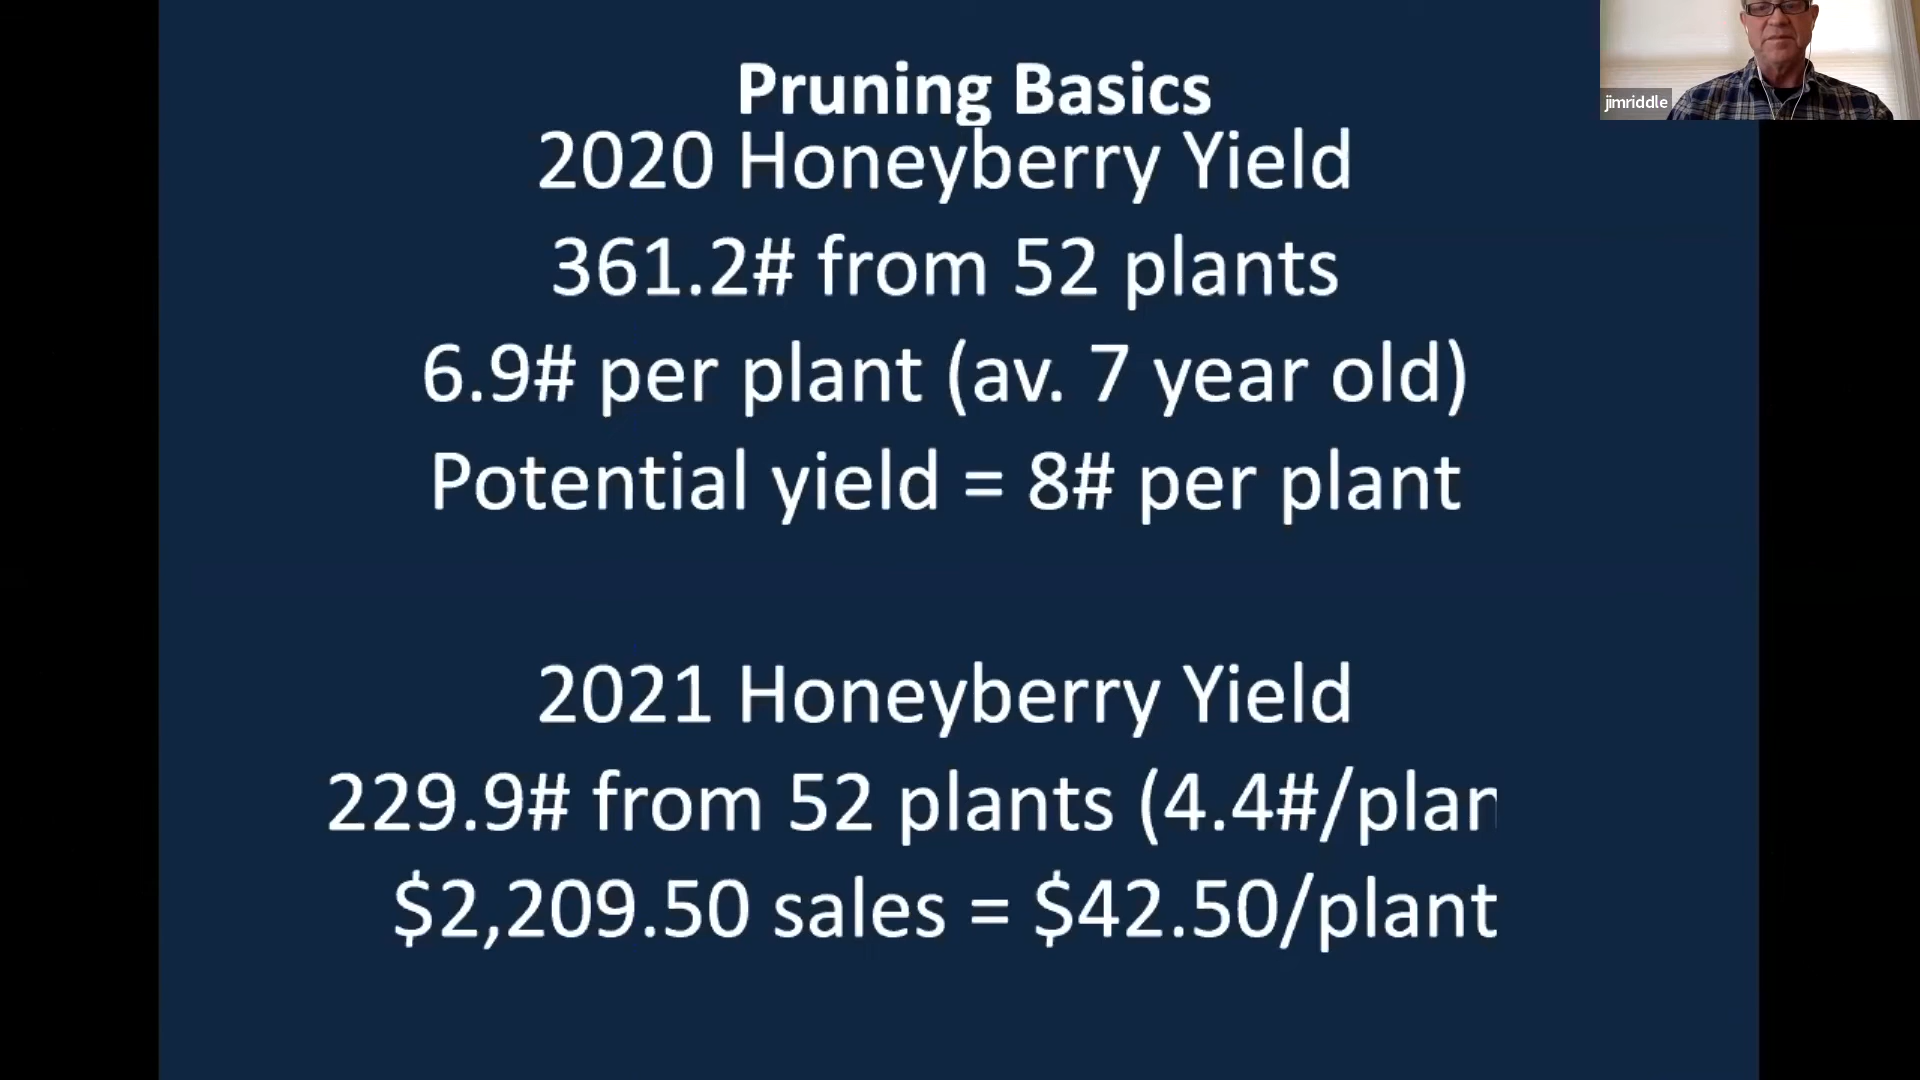 Pruning Basics
2020 Honeyberry Yield
361.2# from 52 plants
6.9# per plant (av. 7 year old)
Potential yield = 8# per plant
2021 Honeyberry Yield
229.9# from 52 plants (4.4#/plan
$2,209.50 sales = $42.50/plant
jimriddle